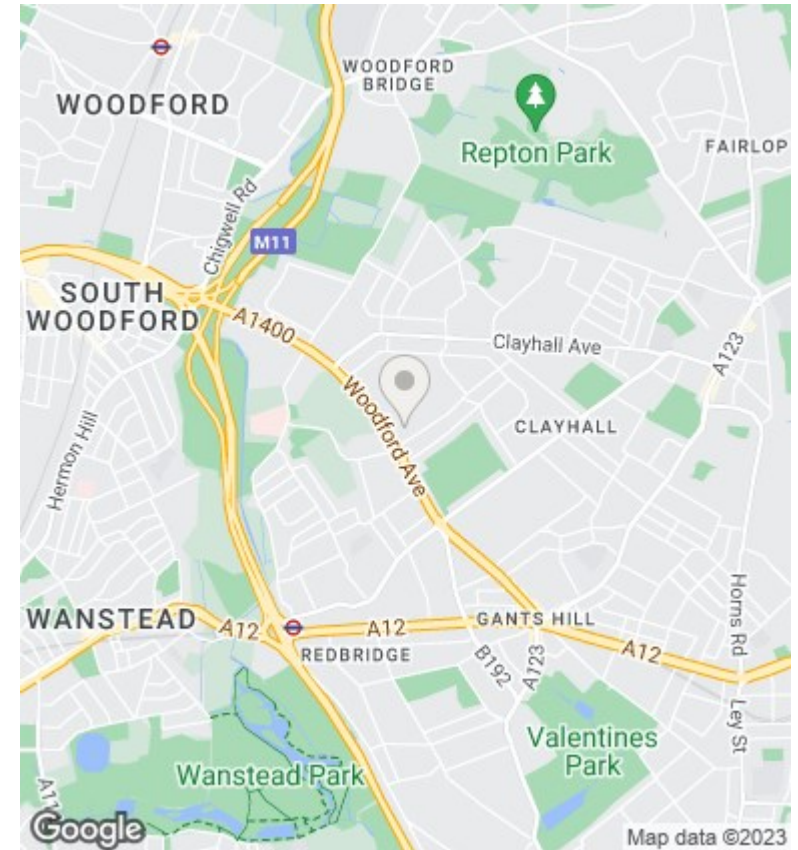 WOODFORD
BRIDGE
WOODFORD
Repton Park
FAIRLOP
Chigwell Rd
M11
SOUTH
WOODFORD
A1400
Clayhall Ave
A123
Woodford Ave
CLAYHALL
Hermon Hill
Horns Rd
WANSTEAD
A12
A12
GANTS HILL
A12
REDBRIDGE
B192
A123
Ley St
Valentines
Park
Wanstead Park
A11
Google
Map data ©2023